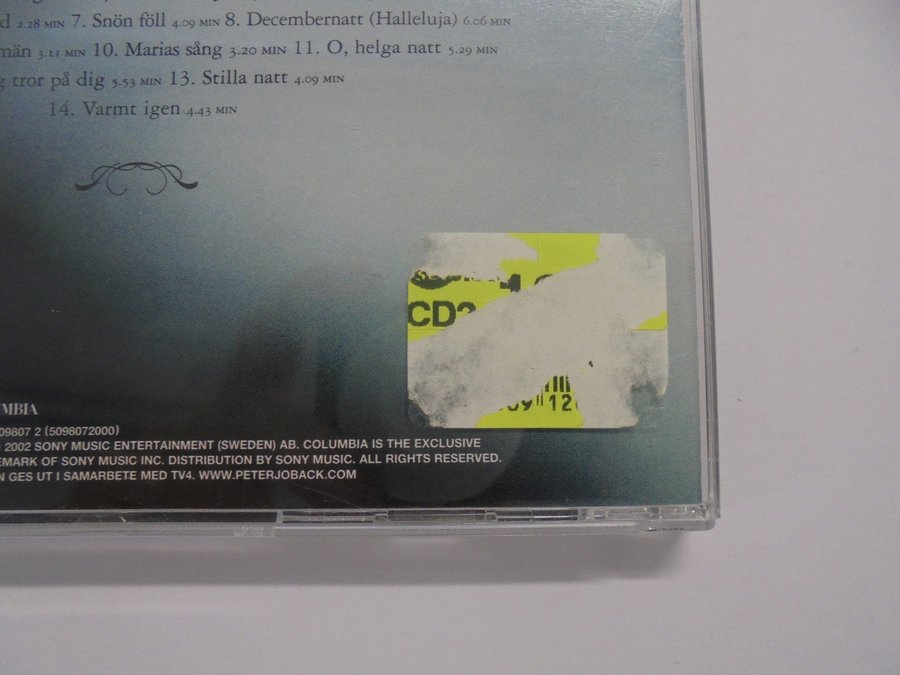 d 2.28 MIN 7. Snön föll 4.09 MIN 8. Decembernatt (Halleluja) 6.06 MIN
män 3.11 MIN 10. Marias sång 3.20 MIN 11. O, helga natt 5.29 MIN
g tror på dig 5.53 MIN 13. Stilla natt 4.09 MIN
14. Varmt igen 4.43 MIN
CD
12
MBIA
09807 2 (5098072000)
2002 SONY MUSIC ENTERTAINMENT (SWEDEN) AB. COLUMBIA IS THE EXCLUSIVE
EMARK OF SONY MUSIC INC. DISTRIBUTION BY SONY MUSIC. ALL RIGHTS RESERVED.
N GES UT I SAMARBETE MED TV4. WWW.PETERJOBACK.COM